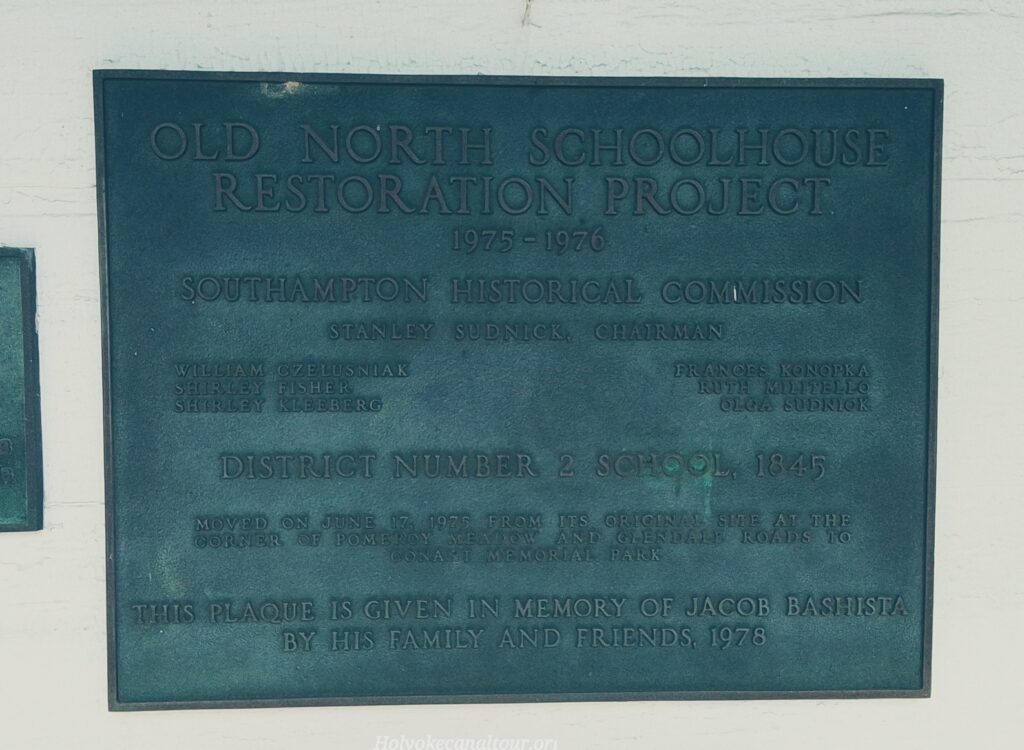 OLD NORTH SCHOOLHOUSE
RESTORATION PROJECT
1975-1976
SOUTHAMPTON HISTORICAL COMMISSION
STANLEY SUDNICK, CHAIRMAN
WILLIAM CZELUSNIAK FRANCES KONOPKA
SHIRLEY FISHER RUTH MILITELLO
SHIRLEY KLEEBERG OLGA SUDNICK
DISTRICT NUMBER 2 SCHOOL, 1845
MOVED ON JUNE 17, 1975 FROM ITS ORIGINAL SITE AT THE
CORNER OF POMEROY MEADOW AND GLENDALE ROADS TO
CONANT MEMORIAL PARK
THIS PLAQUE IS GIVEN IN MEMORY OF JACOB BASHISTA
BY HIS FAMILY AND FRIENDS, 1978
Holyokecanaltour.org